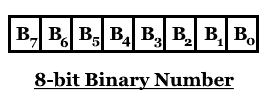 B₇ B₆ B₅ B₄ B₃ B₂ B₁ B₀
8-bit Binary Number